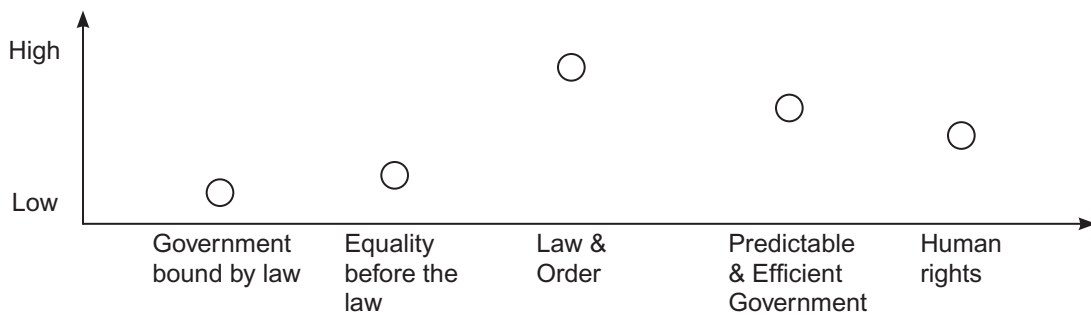 High
Low
Government
bound by law
Equality
before the
law
Law &
Order
Predictable
& Efficient
Government
Human
rights